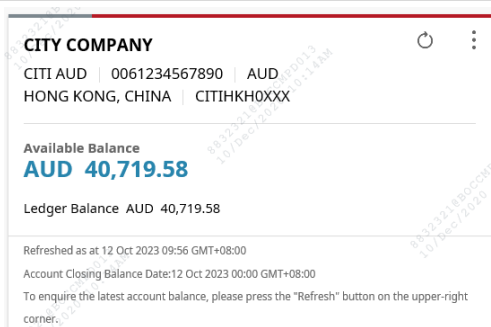 CITY COMPANY
CITI AUD | 0061234567890 | AUD
HONG KONG, CHINA | CITIHKH0XXX
Available Balance
AUD 40,719.58
Ledger Balance AUD 40,719.58
Refreshed as at 12 Oct 2023 09:56 GMT+08:00
Account Closing Balance Date:12 Oct 2023 00:00 GMT+08:00
To enquire the latest account balance, please press the "Refresh" button on the upper-right
corner.